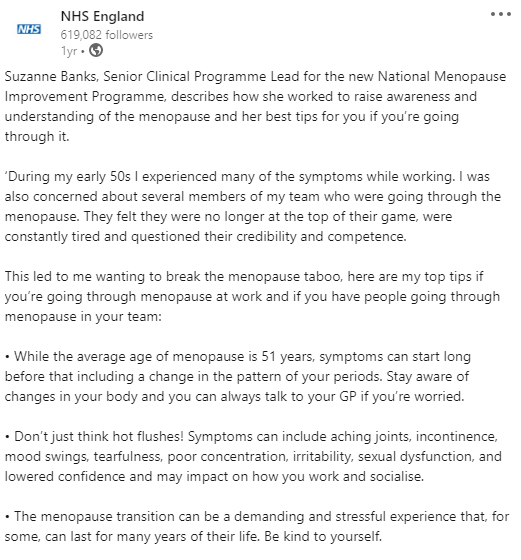 NHS
NHS England
619,082 followers
1yr •
Suzanne Banks, Senior Clinical Programme Lead for the new National Menopause
Improvement Programme, describes how she worked to raise awareness and
understanding of the menopause and her best tips for you if you're going
through it.
'During my early 50s I experienced many of the symptoms while working. I was
also concerned about several members of my team who were going through the
menopause. They felt they were no longer at the top of their game, were
constantly tired and questioned their credibility and competence.
This led to me wanting to break the menopause taboo, here are my top tips if
you're going through menopause at work and if you have people going through
menopause in your team:
• While the average age of menopause is 51 years, symptoms can start long
before that including a change in the pattern of your periods. Stay aware of
changes in your body and you can always talk to your GP if you're worried.
• Don't just think hot flushes! Symptoms can include aching joints, incontinence,
mood swings, tearfulness, poor concentration, irritability, sexual dysfunction, and
lowered confidence and may impact on how you work and socialise.
• The menopause transition can be a demanding and stressful experience that, for
some, can last for many years of their life. Be kind to yourself.